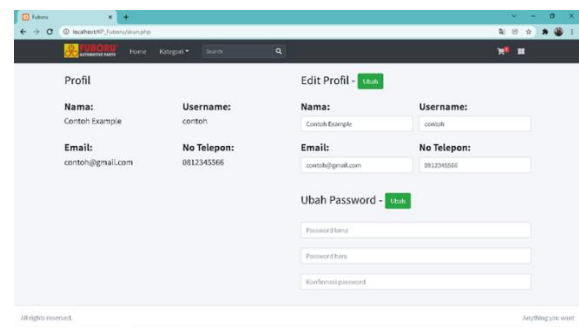 Fuboru
localhost/KP_Fuboru/akun.php
FUBORU
AUTOMOTIVE PARTS
Home Kategori Search
Profil
Nama: Username:
Contoh Example contoh
Email: No Telepon:
contoh@gmail.com 0812345566
Edit Profil - Ubah
Nama: Username:
Contoh Example contoh
Email: No Telepon:
contoh@gmail.com 0812345566
Ubah Password - Ubah
Password lama
Password baru
Konfirmasi password
All rights reserved. Anything you want